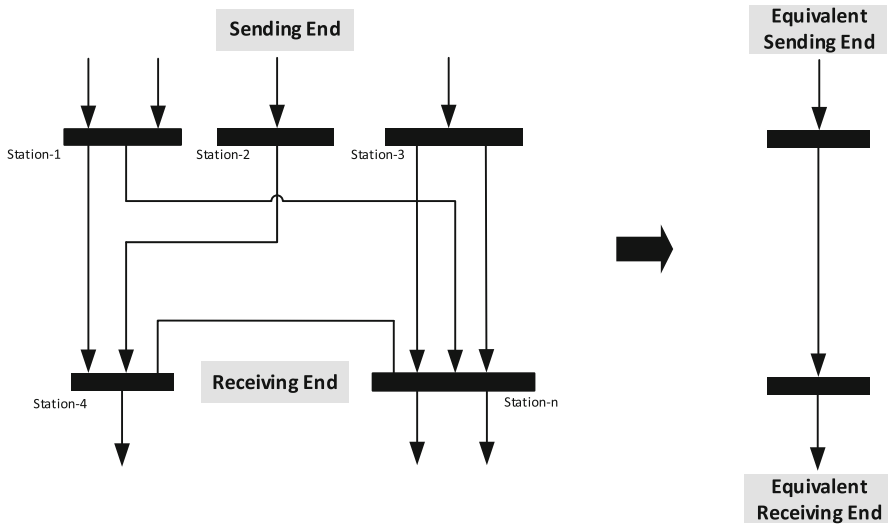 Sending End
Equivalent
Sending End
Station-1
Station-2
Station-3
Receiving End
Station-4
Station-n
Equivalent
Receiving End